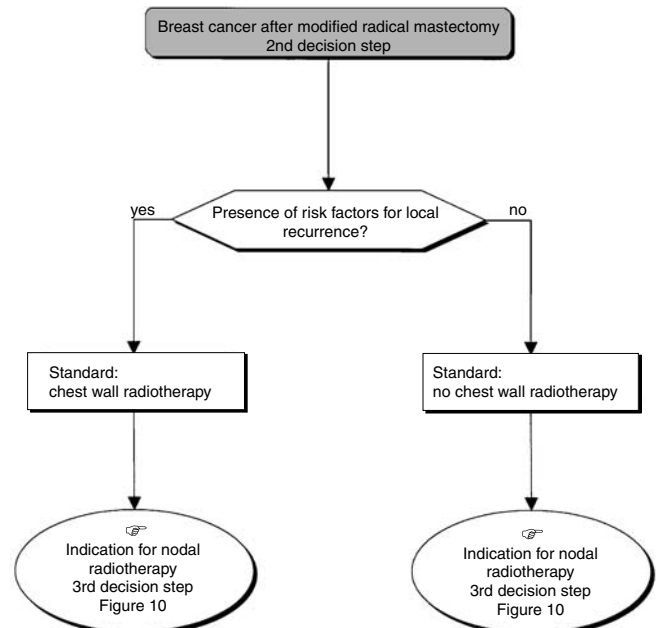 Breast cancer after modified radical mastectomy
2nd decision step
yes
Presence of risk factors for local
recurrence?
no
Standard:
chest wall radiotherapy
Standard:
no chest wall radiotherapy
☞
Indication for nodal
radiotherapy
3rd decision step
Figure 10
☞
Indication for nodal
radiotherapy
3rd decision step
Figure 10